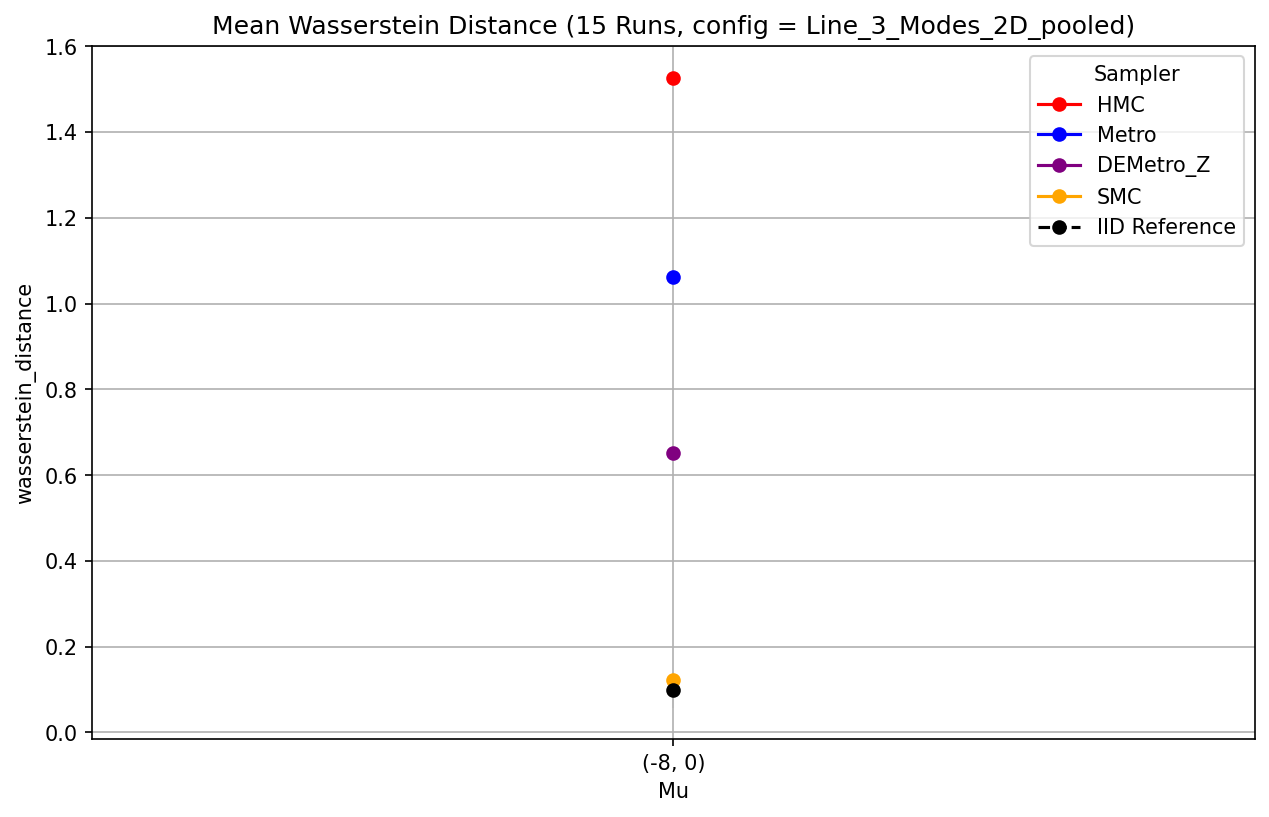 Mean Wasserstein Distance (15 Runs, config = Line_3_Modes_2D_pooled)
wasserstein_distance
1.6
1.4
1.2
1.0
0.8
0.6
0.4
0.2
0.0
Sampler
HMC
Metro
DEMetro_Z
SMC
IID Reference
(-8, 0)
Mu